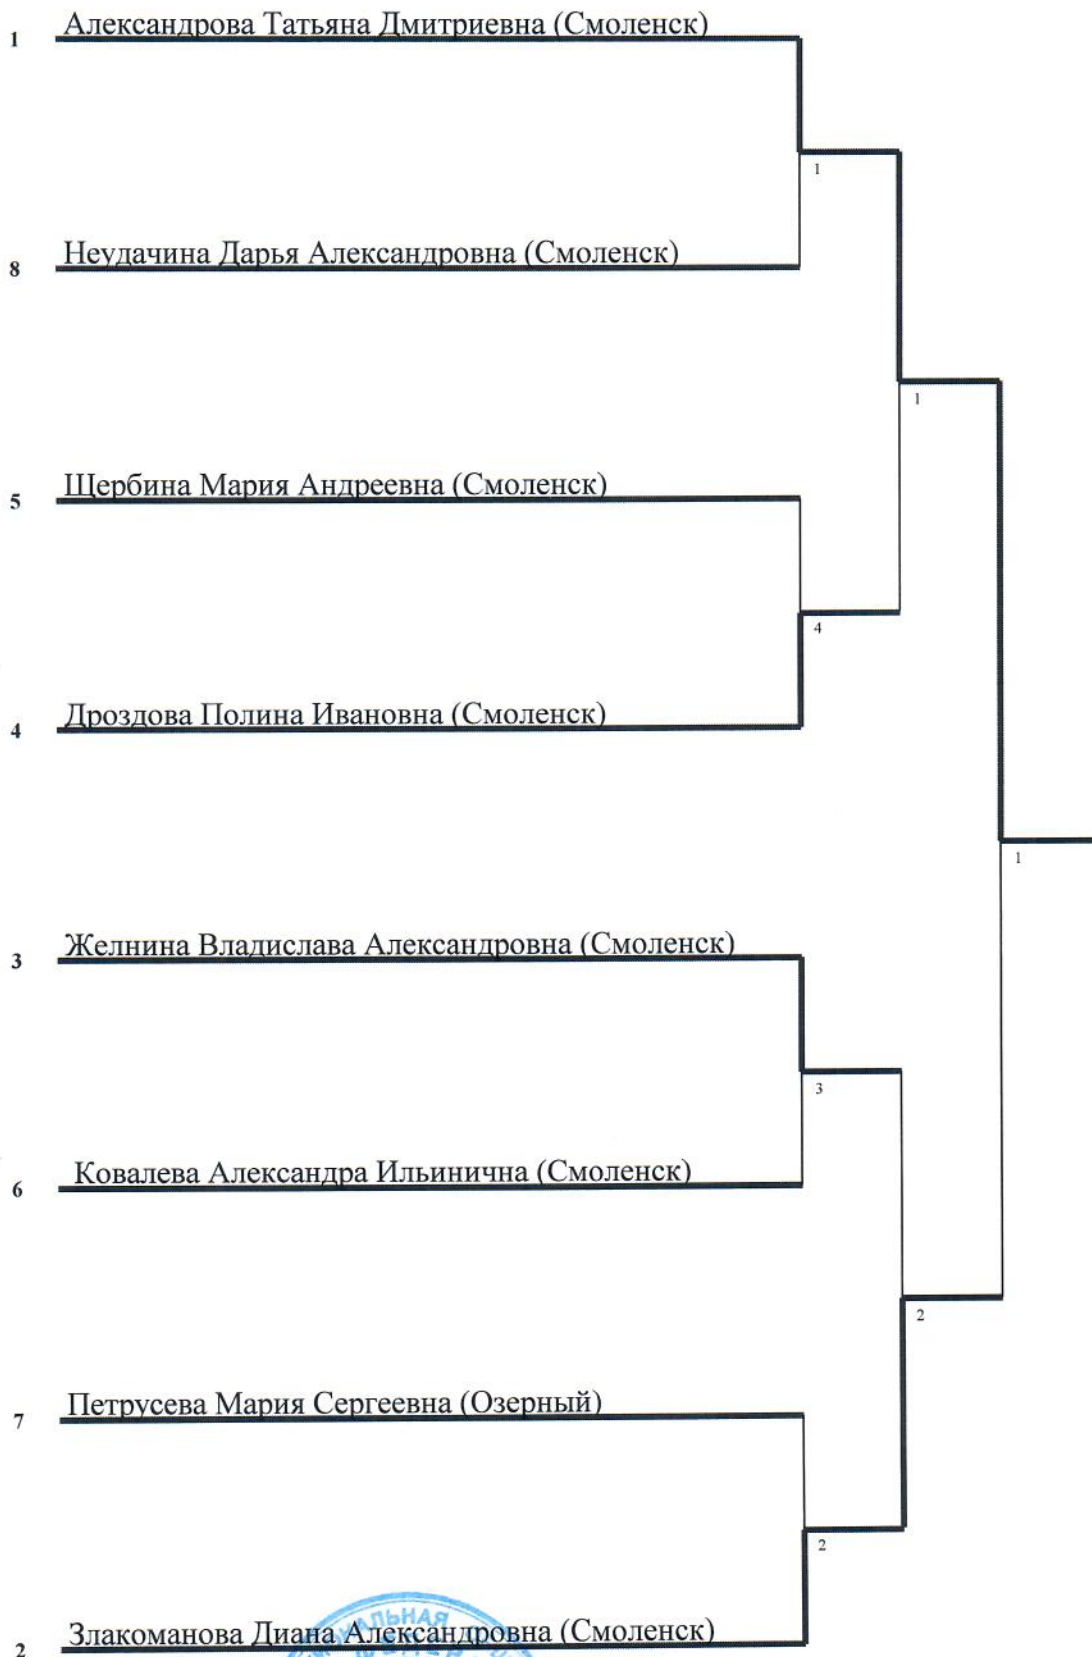 1 Александрова Татьяна Дмитриевна (Смоленск)
1
8 Неудачина Дарья Александровна (Смоленск)
1
5 Щербина Мария Андреевна (Смоленск)
4
4 Дроздова Полина Ивановна (Смоленск)
1
3 Желнина Владислава Александровна (Смоленск)
3
6 Ковалева Александра Ильинична (Смоленск)
2
7 Петрусева Мария Сергеевна (Озерный)
2
2 Злакоманова Диана Александровна (Смоленск)